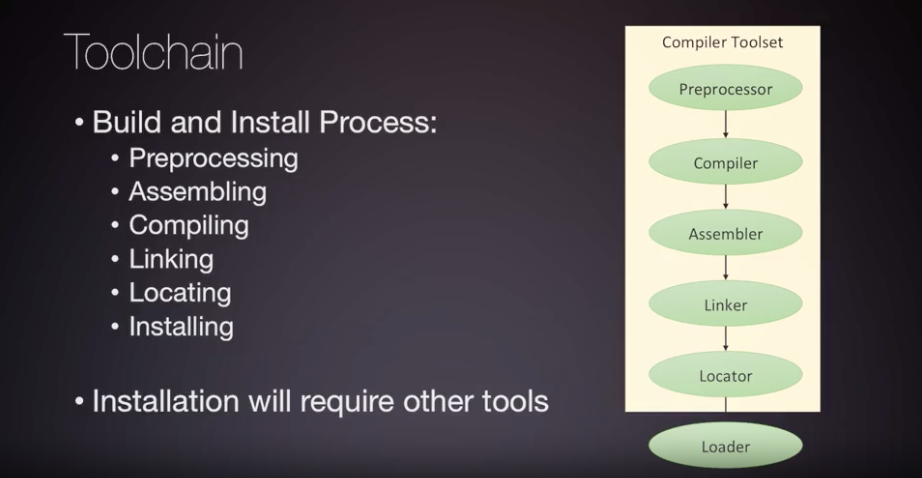 Toolchain
• Build and Install Process:
• Preprocessing
• Assembling
• Compiling
• Linking
• Locating
• Installing
• Installation will require other tools
Compiler Toolset
Preprocessor
Compiler
Assembler
Linker
Locator
Loader